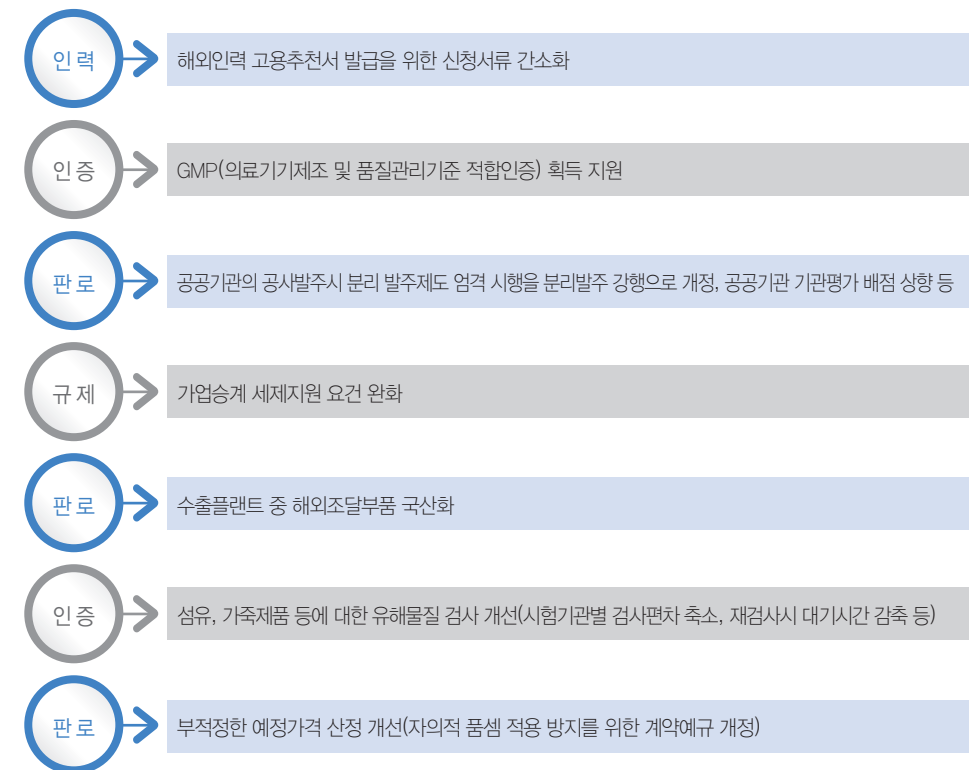 인력
해외인력 고용추천서 발급을 위한 신청서류 간소화
인증
GMP(의료기기제조 및 품질관리기준 적합인증) 획득 지원
판로
공공기관의 공사발주시 분리 발주제도 엄격 시행을 분리발주 강행으로 개정, 공공기관 기관평가 배점 상향 등
규제
가업승계 세제지원 요건 완화
판로
수출플랜트 중 해외조달부품 국산화
인증
섬유, 가죽제품 등에 대한 유해물질 검사 개선(시험기관별 검사편차 축소, 재검사시 대기시간 감축 등)
판로
부적정한 예정가격 산정 개선(자의적 품셈 적용 방지를 위한 계약예규 개정)